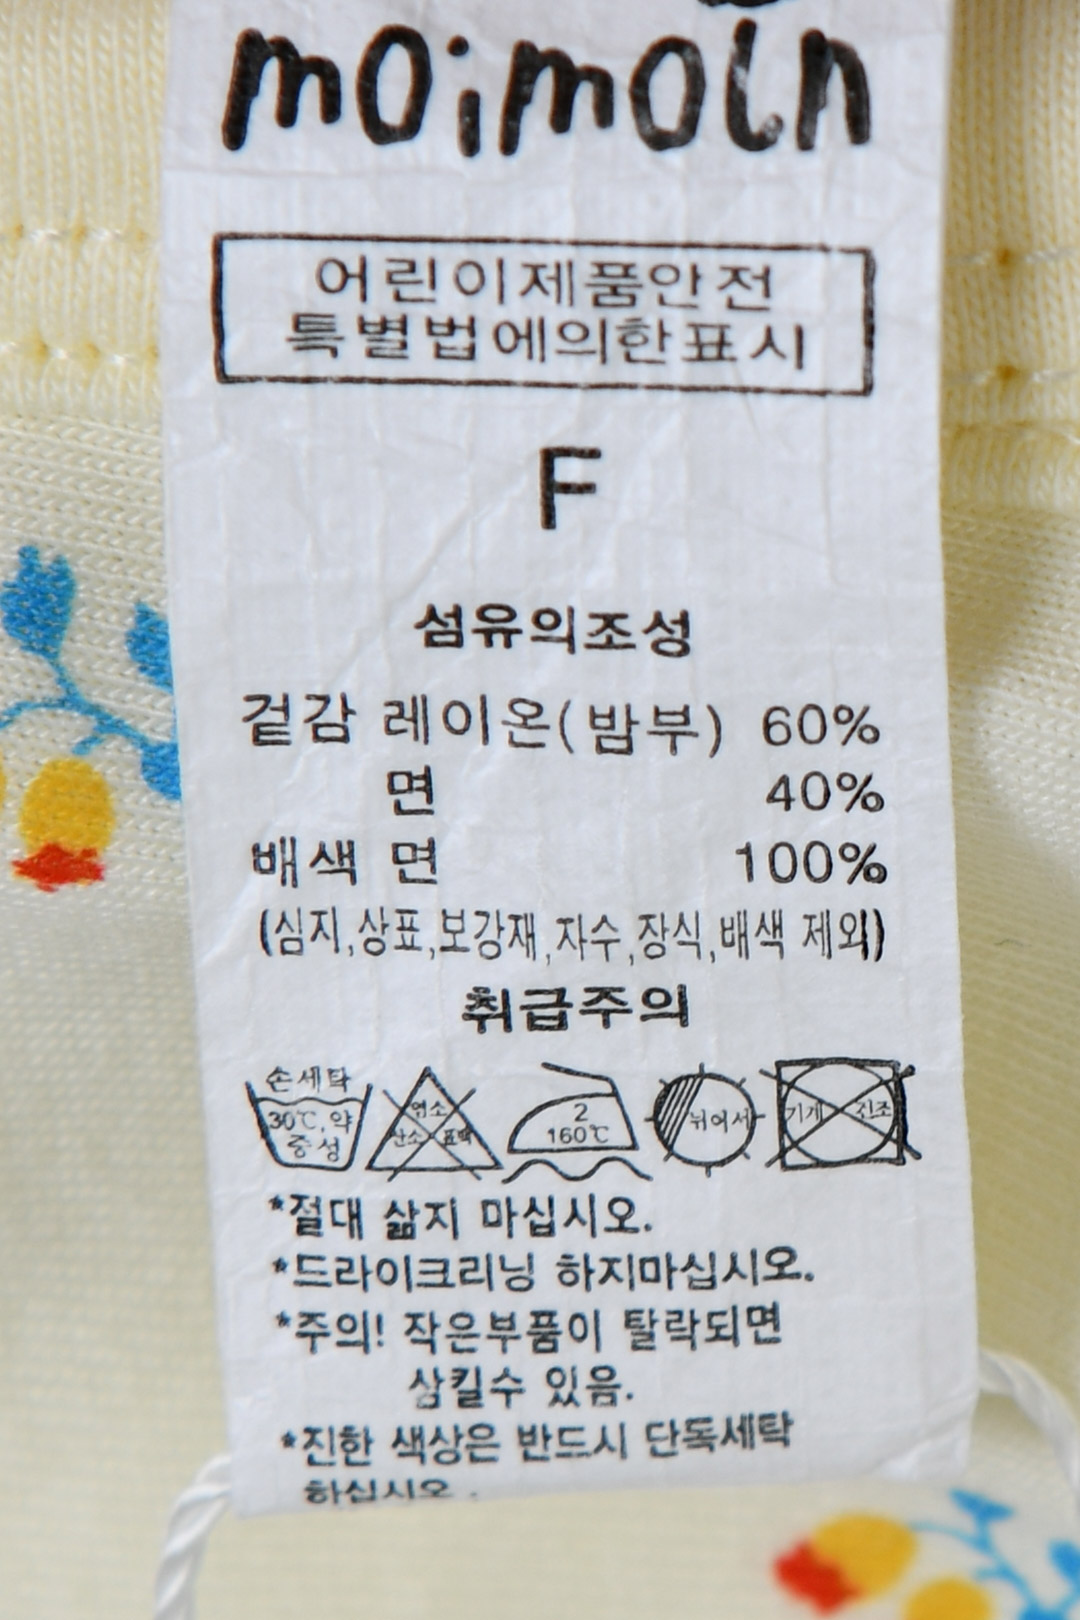 moimoln
어린이제품안전
특별법에의한표시
F
섬유의조성
겉감 레이온(밤부) 60%
면 40%
배색 면 100%
(심지,상표,보강재,자수,장식,배색 제외)
취급주의
손세탁
30℃,약
중성
염소
산소 표백
2
160℃
뉘어서
기계 건조
*절대 삶지 마십시오.
*드라이크리닝 하지마십시오.
*주의! 작은부품이 탈락되면
삼킬수 있음.
*진한 색상은 반드시 단독세탁
하십시오.